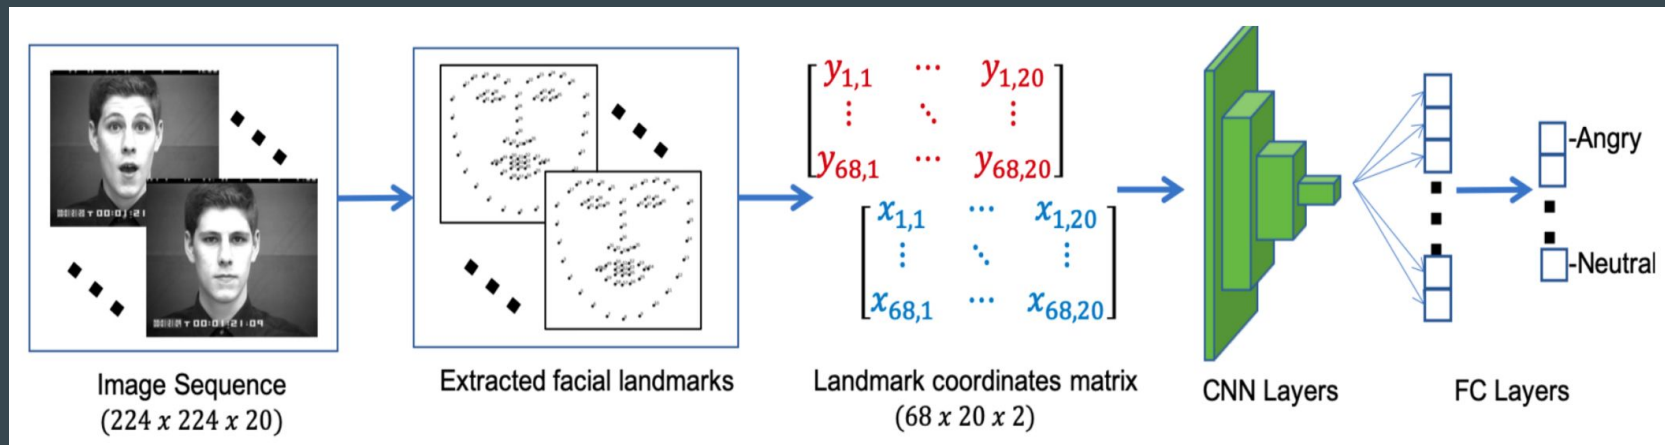 y1,1 ⋯ y1,20
⋮ ⋱ ⋮
y68,1 ⋯ y68,20
x1,1 ⋯ x1,20
⋮ ⋱ ⋮
x68,1 ⋯ x68,20
-Angry
-Neutral
Image Sequence
(224 x 224 x 20)
Extracted facial landmarks
Landmark coordinates matrix
(68 x 20 x 2)
CNN Layers
FC Layers